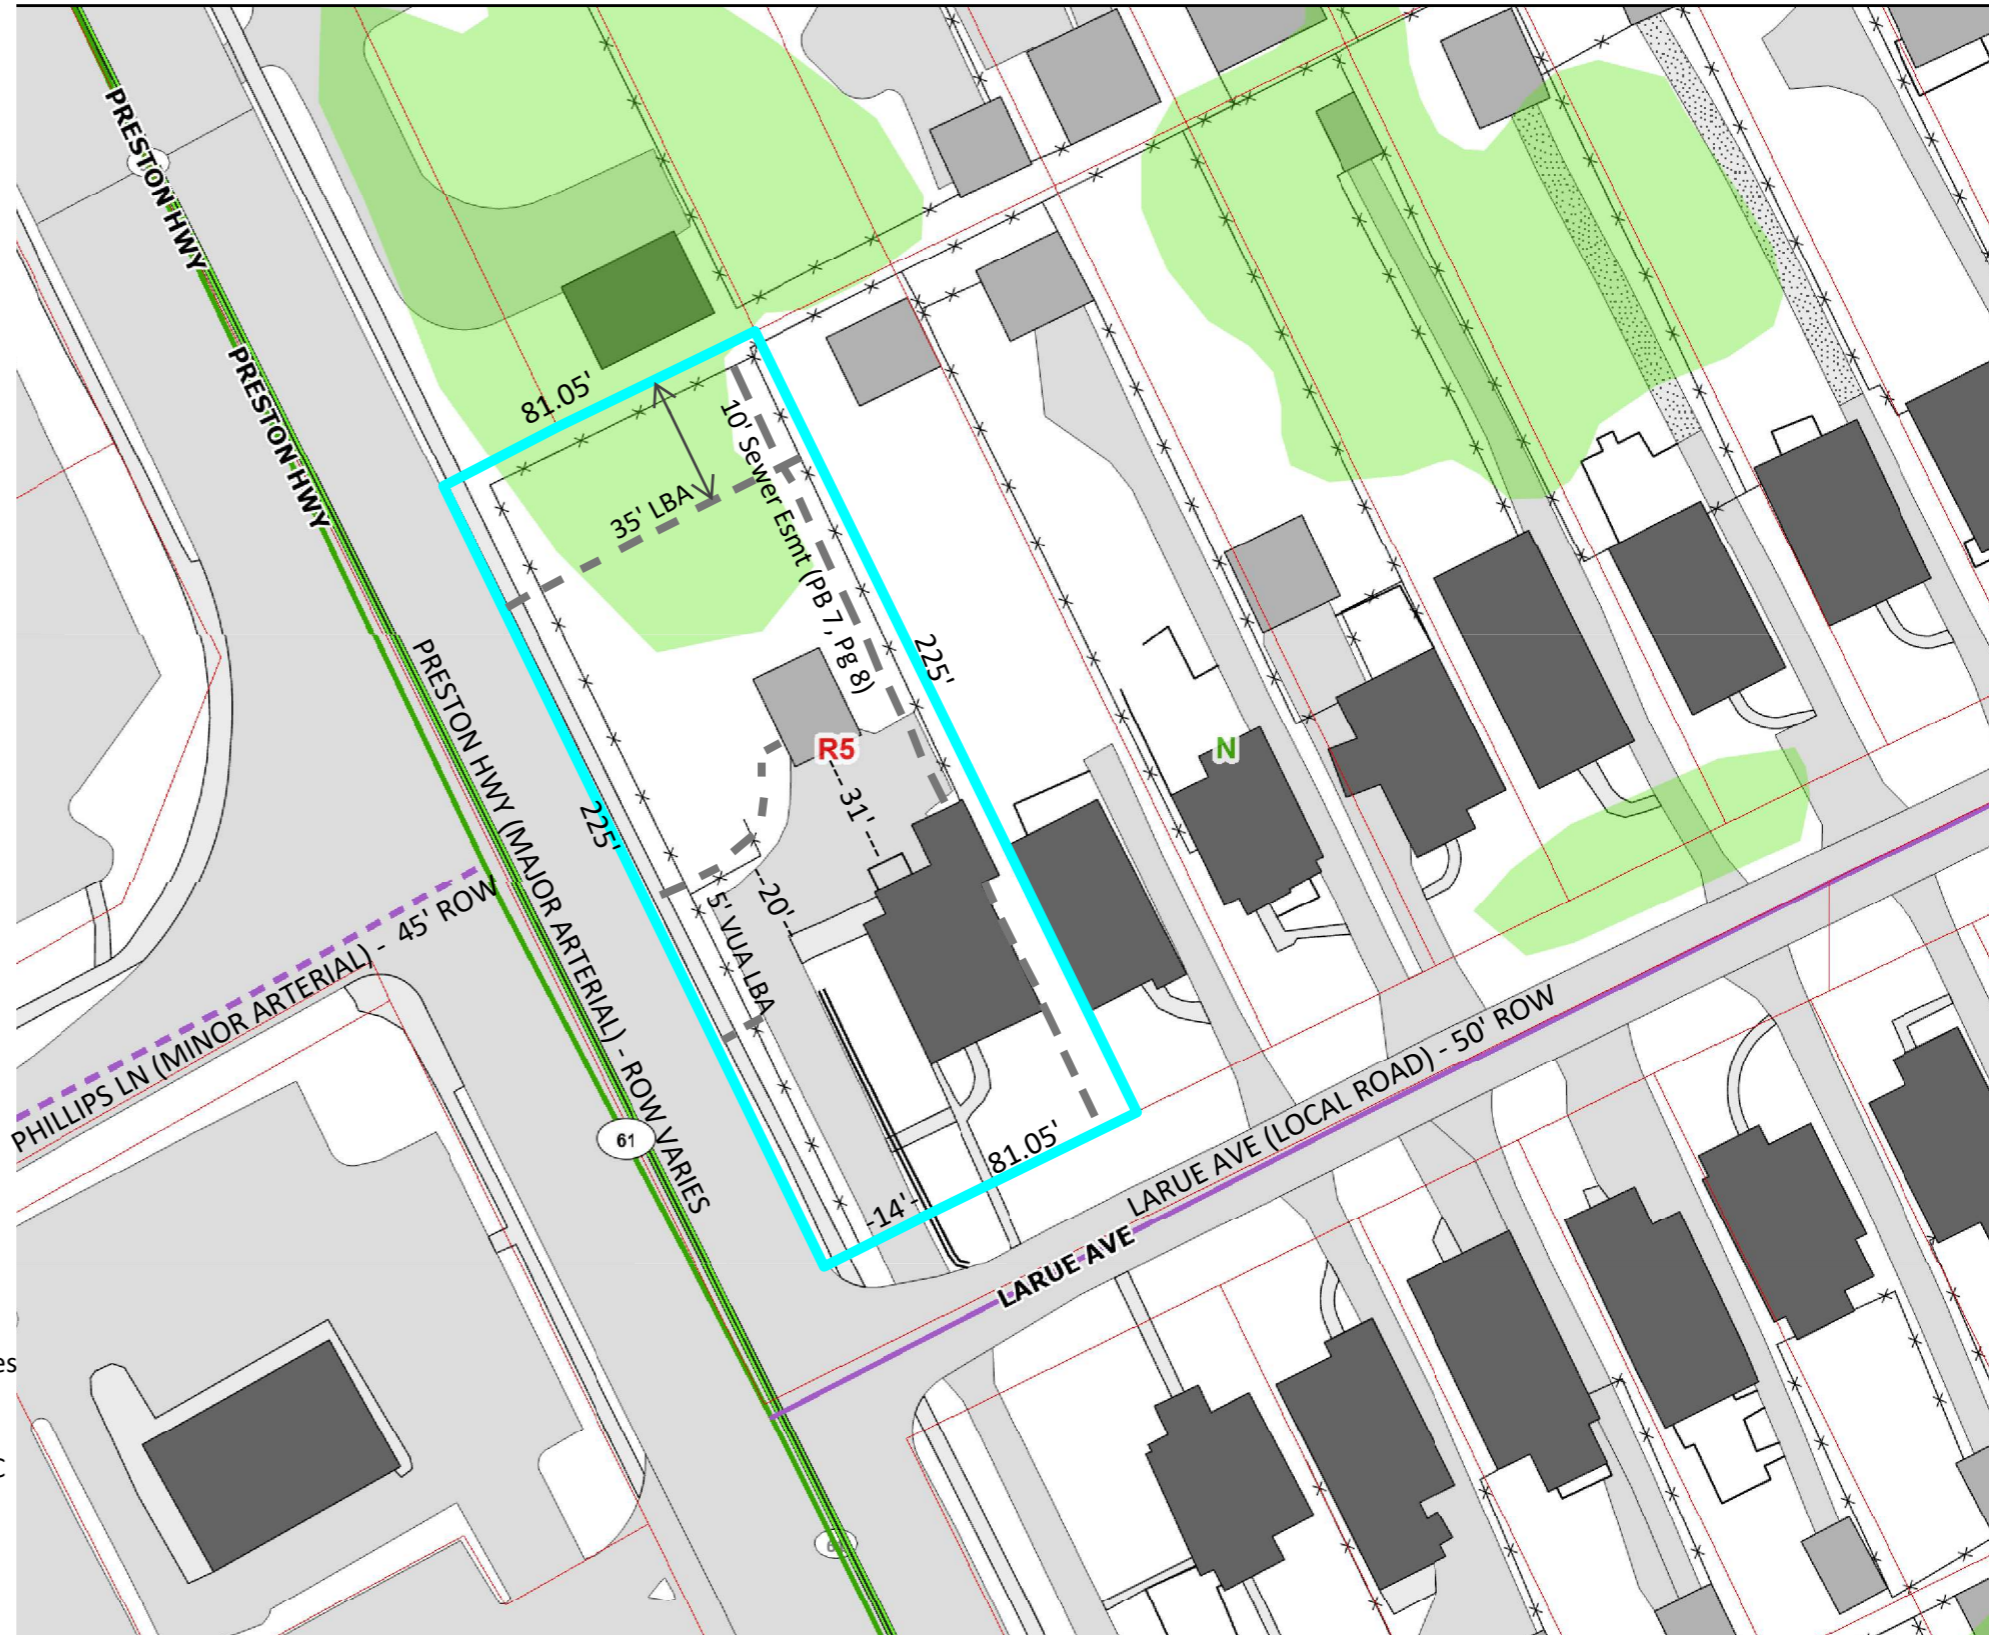 PRESTON HWY
PRESTON HWY
81.05'
10' Sewer Esmt (PB 7, Pg 8)
35' LBA
225'
PRESTON HWY (MAJOR ARTERIAL) - ROW VARIES
R5
N
31'
225'
20'
5' VUA LBA
PHILLIPS LN (MINOR ARTERIAL) - 45' ROW
LARUE AVE (LOCAL ROAD) - 50' ROW
61
81.05'
-14'-
LARUE AVE
es
C